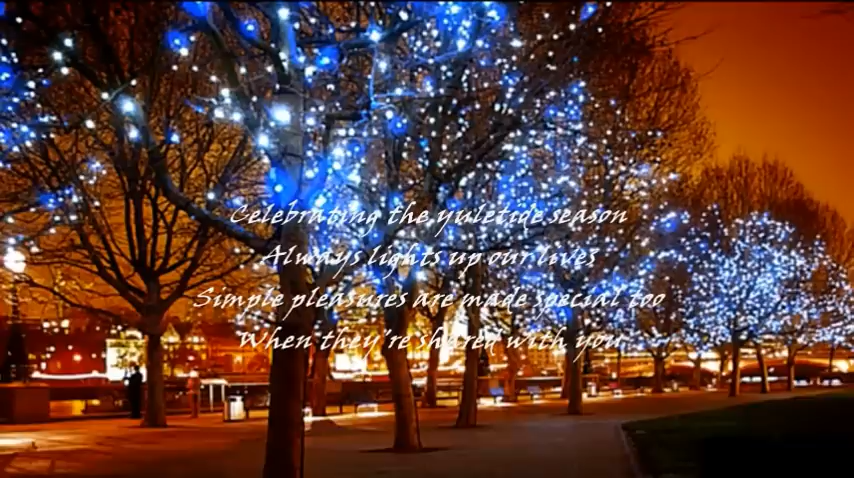 Celebrating the yuletide season
Always lights up our lives
Simple pleasures are made special too
When they're shared with you